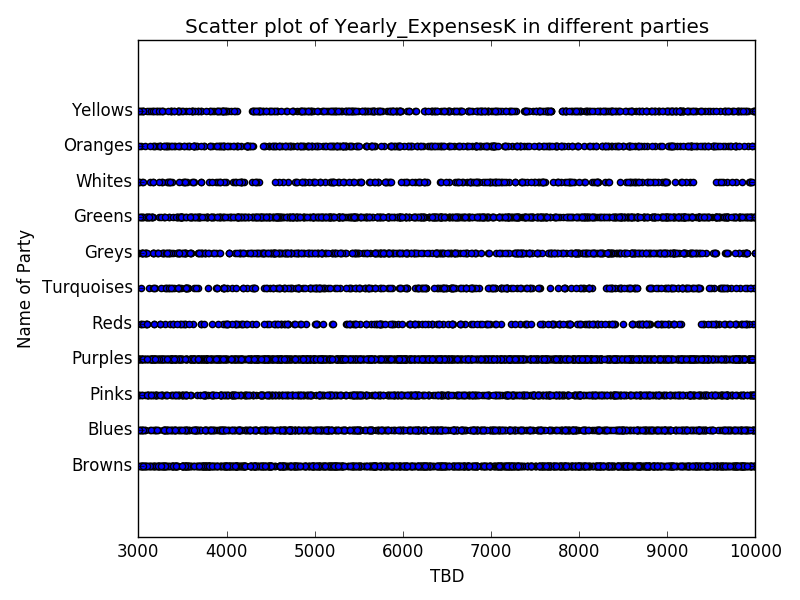 Scatter plot of Yearly_ExpensesK in different parties
Name of Party
Yellows
Oranges
Whites
Greens
Greys
Turquoises
Reds
Purples
Pinks
Blues
Browns
3000 4000 5000 6000 7000 8000 9000 10000
TBD